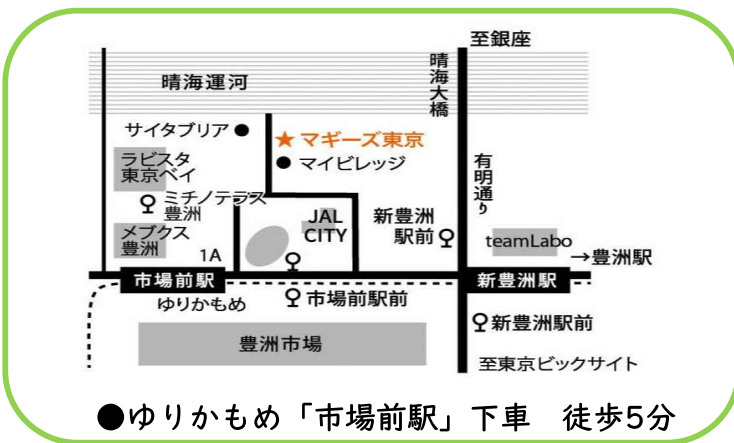 至銀座
晴海大橋
晴海運河
サイタブリア●
★マギーズ東京
●マイビレッジ
ラビスタ
東京ベイ
有明通り
ミチノテラス
豊洲
メブクス
豊洲
JAL
CITY
新豊洲
駅前
teamLabo
1A
→豊洲駅
市場前駅
新豊洲駅
ゆりかもめ
市場前駅前
新豊洲駅前
豊洲市場
至東京ビックサイト
●ゆりかもめ「市場前駅」下車 徒歩5分